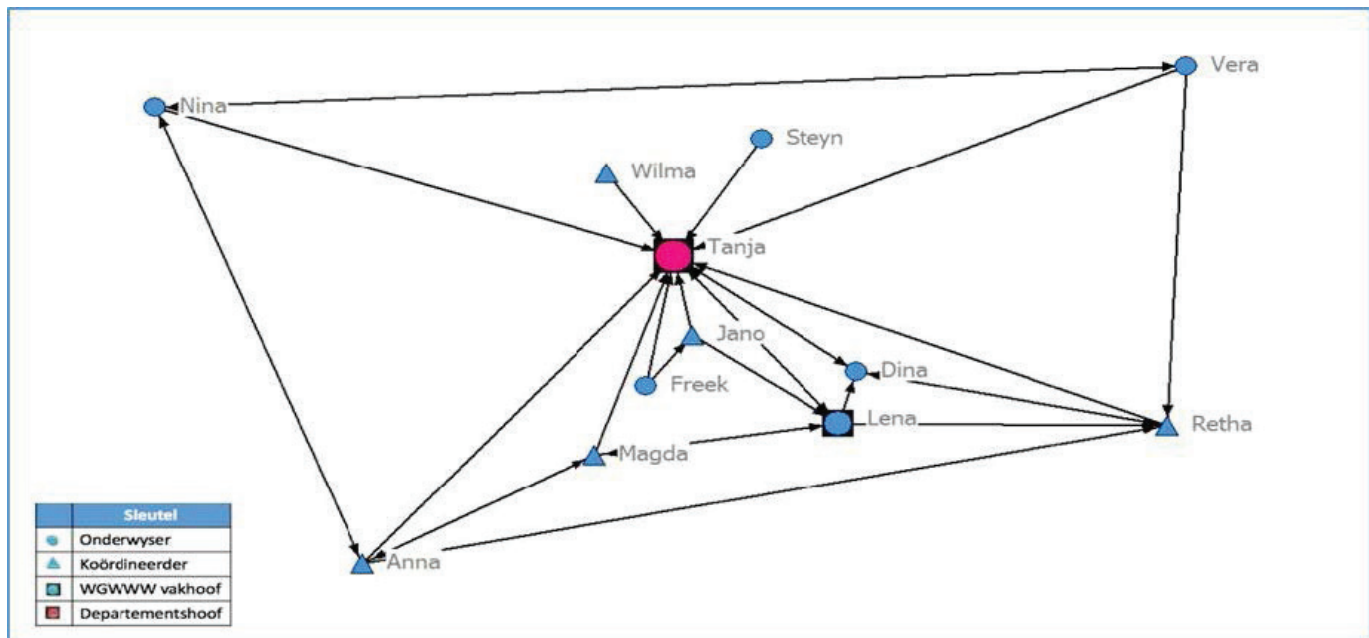 Vera
Nina
Steyn
Wilma
Tanja
Jano
Dina
Freek
Lena
Retha
Magda
Anna
Sleutel
Onderwyser
Koördineerder
WGWWW vakhoof
Departementshoof